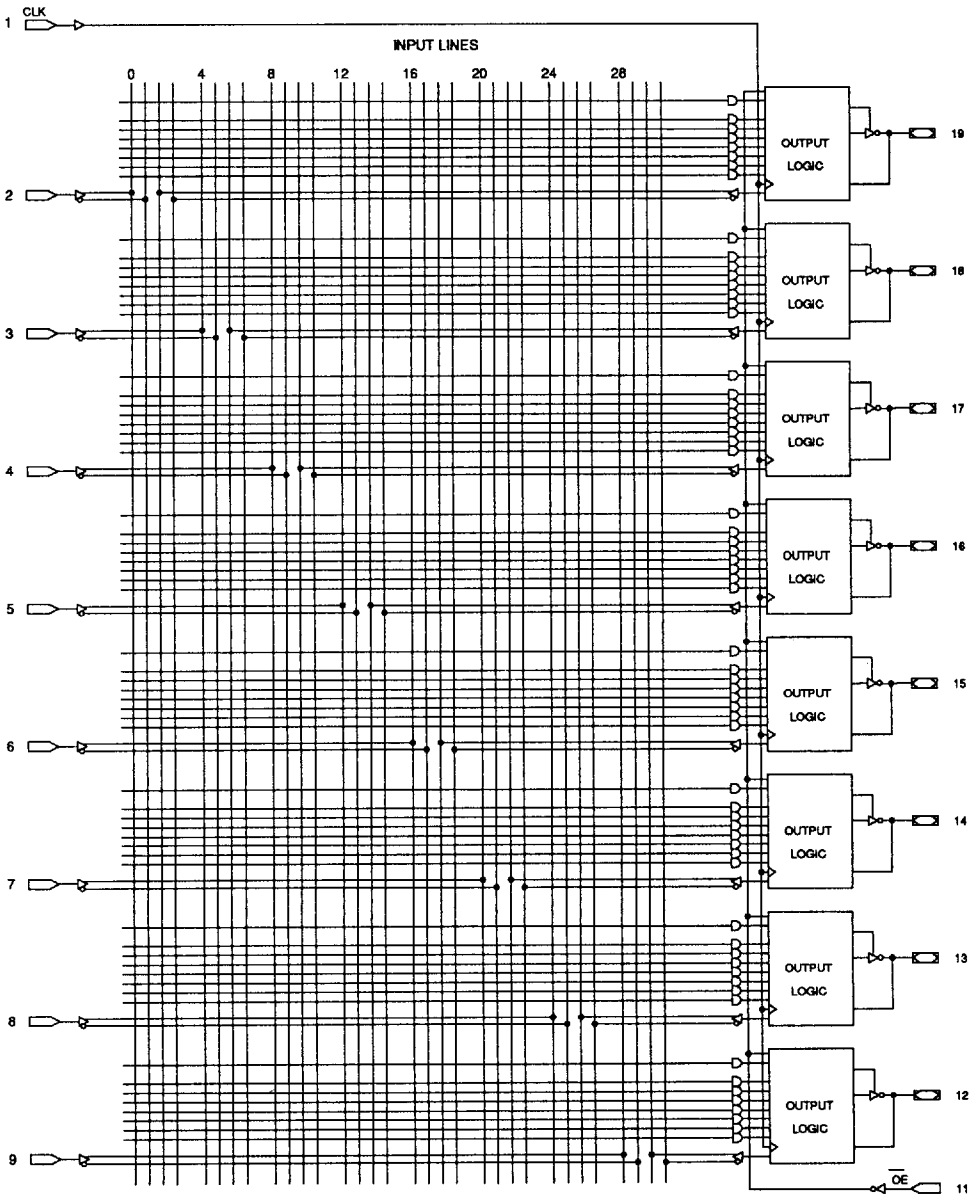 CLK
1
INPUT LINES
0 4 8 12 16 20 24 28
OUTPUT
LOGIC
19
2
OUTPUT
LOGIC
18
3
OUTPUT
LOGIC
17
4
OUTPUT
LOGIC
16
5
OUTPUT
LOGIC
15
6
OUTPUT
LOGIC
14
7
OUTPUT
LOGIC
13
8
OUTPUT
LOGIC
12
9
OE
11